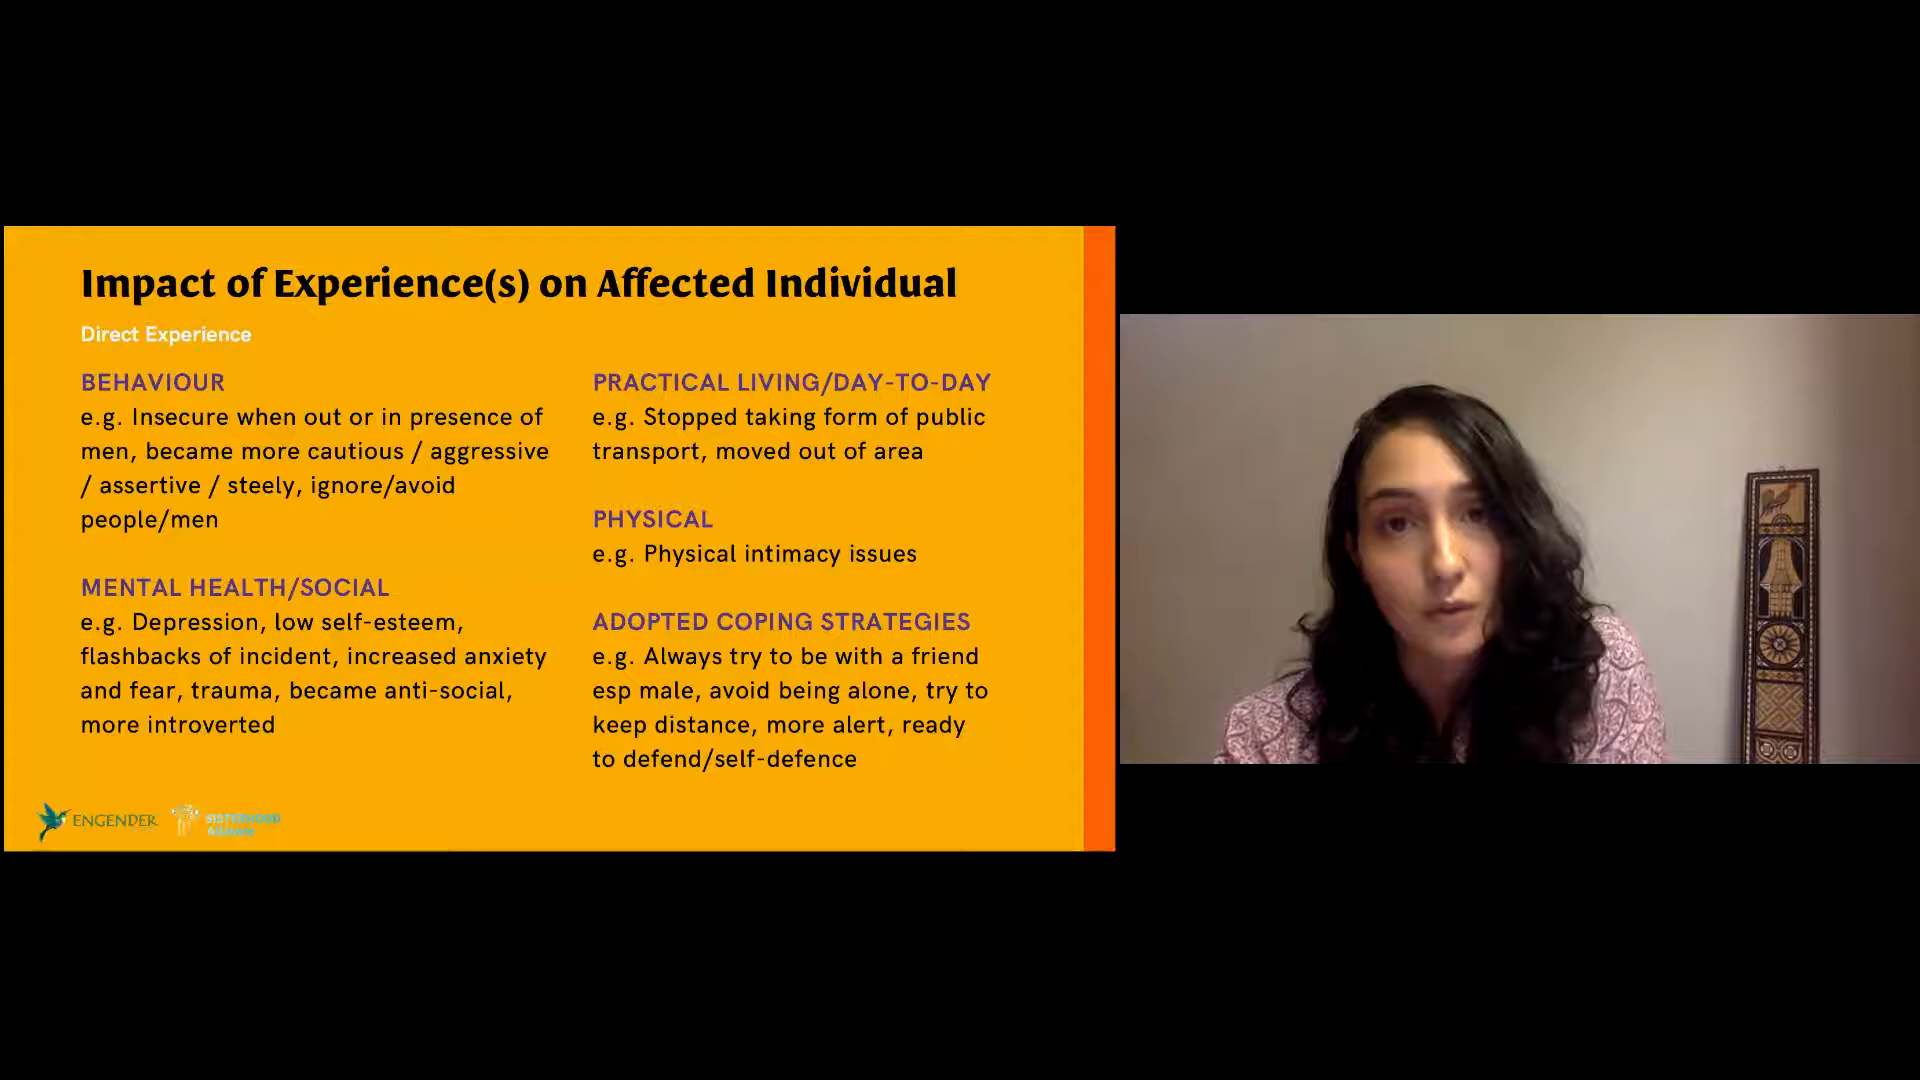 Impact of Experience(s) on Affected Individual
Direct Experience
BEHAVIOUR
e.g. Insecure when out or in presence of
men, became more cautious / aggressive
/ assertive / steely, ignore/avoid
people/men
MENTAL HEALTH/SOCIAL
e.g. Depression, low self-esteem,
flashbacks of incident, increased anxiety
and fear, trauma, became anti-social,
more introverted
PRACTICAL LIVING/DAY-TO-DAY
e.g. Stopped taking form of public
transport, moved out of area
PHYSICAL
e.g. Physical intimacy issues
ADOPTED COPING STRATEGIES
e.g. Always try to be with a friend
esp male, avoid being alone, try to
keep distance, more alert, ready
to defend/self-defence
ENGENDER
SISTERHOOD
Alliance